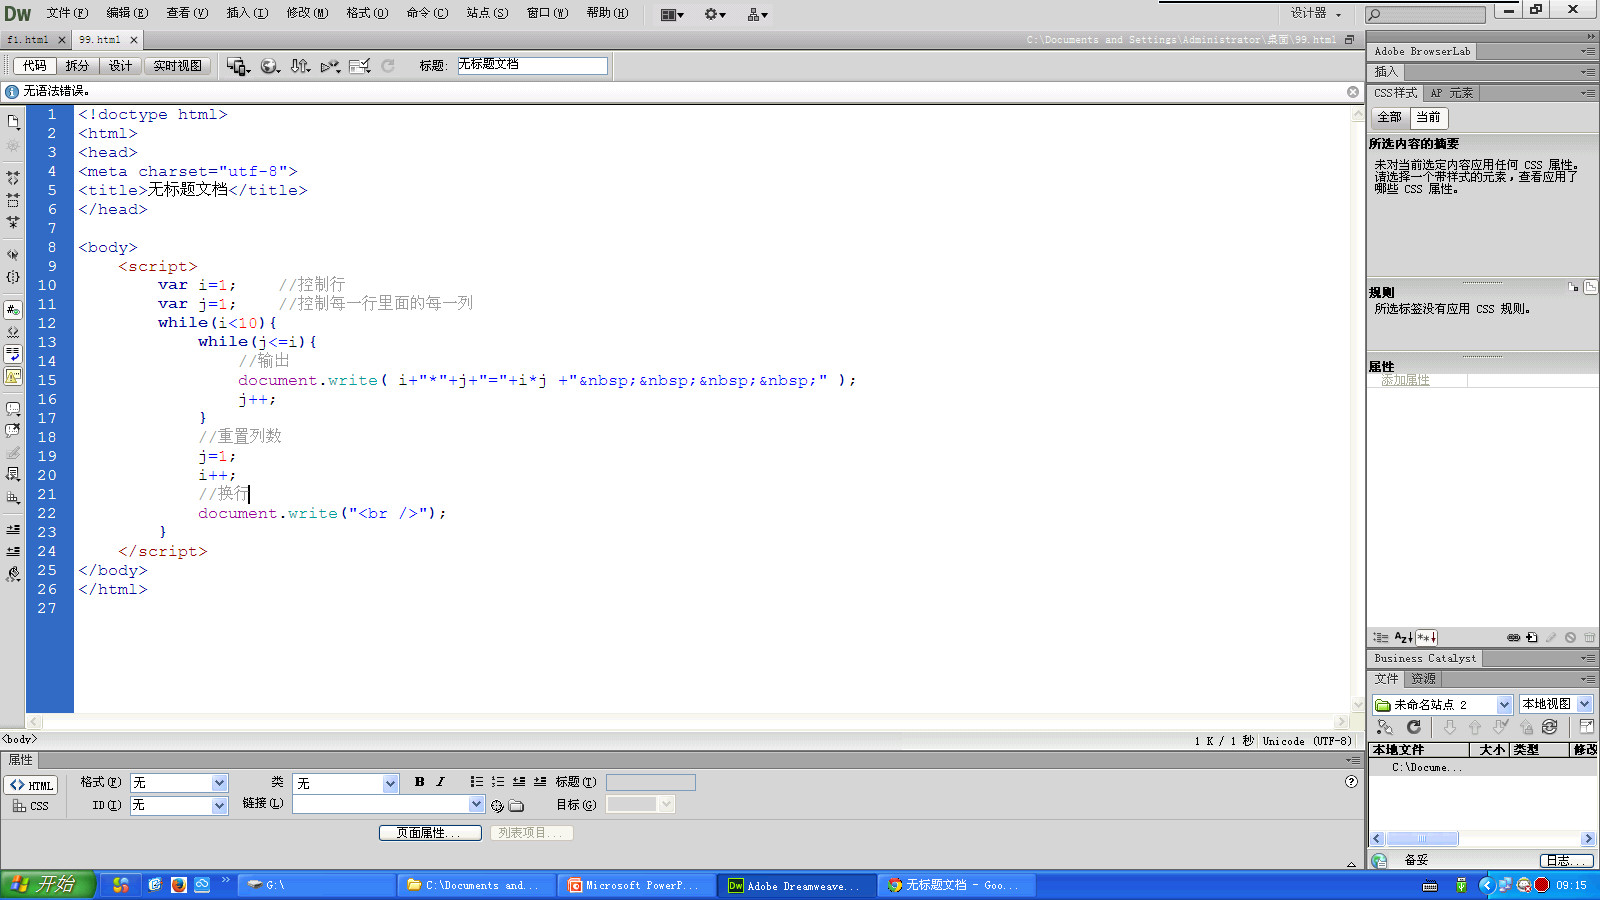 Dw 文件(F) 编辑(E) 查看(V) 插入(I) 修改(M) 格式(O) 命令(C) 站点(S) 窗口(W) 帮助(H) 设计器
f1.html 99.html C:\Documents and Settings\Administrator\桌面\99.html
代码 拆分 设计 实时视图 标题: 无标题文档
无语法错误。
1 <!doctype html>
2 <html>
3 <head>
4 <meta charset="utf-8">
5 <title>无标题文档</title>
6 </head>
7
8 <body>
9 <script>
10 var i=1; //控制行
11 var j=1; //控制每一行里面的每一列
12 while(i<10){
13 while(j<=i){
14 //输出
15 document.write( i+"*"+j+"="+i*j +"&nbsp;&nbsp;&nbsp;&nbsp;" );
16 j++;
17 }
18 //重置列数
19 j=1;
20 i++;
21 //换行
22 document.write("<br />");
23 }
24 </script>
25 </body>
26 </html>
27
<body> 1 K / 1 秒 Unicode (UTF-8)
属性
<> HTML 格式(F) 无 类 无 B I 标题(T)
CSS ID(I) 无 链接(L) 目标(G)
页面属性... 列表项目...
Adobe BrowserLab
插入
CSS样式 AP 元素
全部 当前
所选内容的摘要
未对当前选定内容应用任何 CSS 属性。
请选择一个带样式的元素，查看应用了
哪些 CSS 属性。
规则
所选标签没有应用 CSS 规则。
属性
添加属性
Az↓ **↓
Business Catalyst
文件 资源
未命名站点 2 本地视图
本地文件 大小 类型 修改
C:\Docume...
备妥 日志...
开始 G:\ C:\Documents and... Microsoft PowerP... Adobe Dreamweave... 无标题文档 - Goo... 09:15